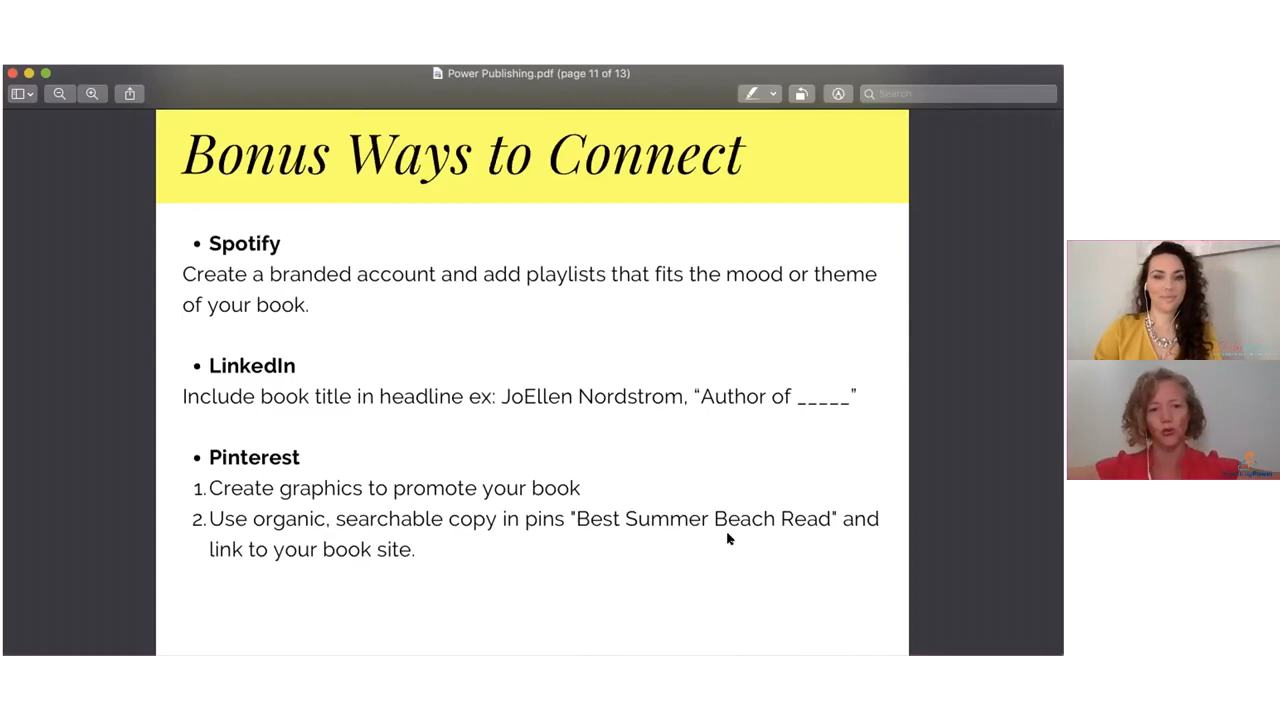 Power Publishing.pdf (page 11 of 13)
Search
Bonus Ways to Connect
• Spotify
Create a branded account and add playlists that fits the mood or theme
of your book.
• LinkedIn
Include book title in headline ex: JoEllen Nordstrom, “Author of _____”
• Pinterest
1. Create graphics to promote your book
2. Use organic, searchable copy in pins "Best Summer Beach Read" and
link to your book site.